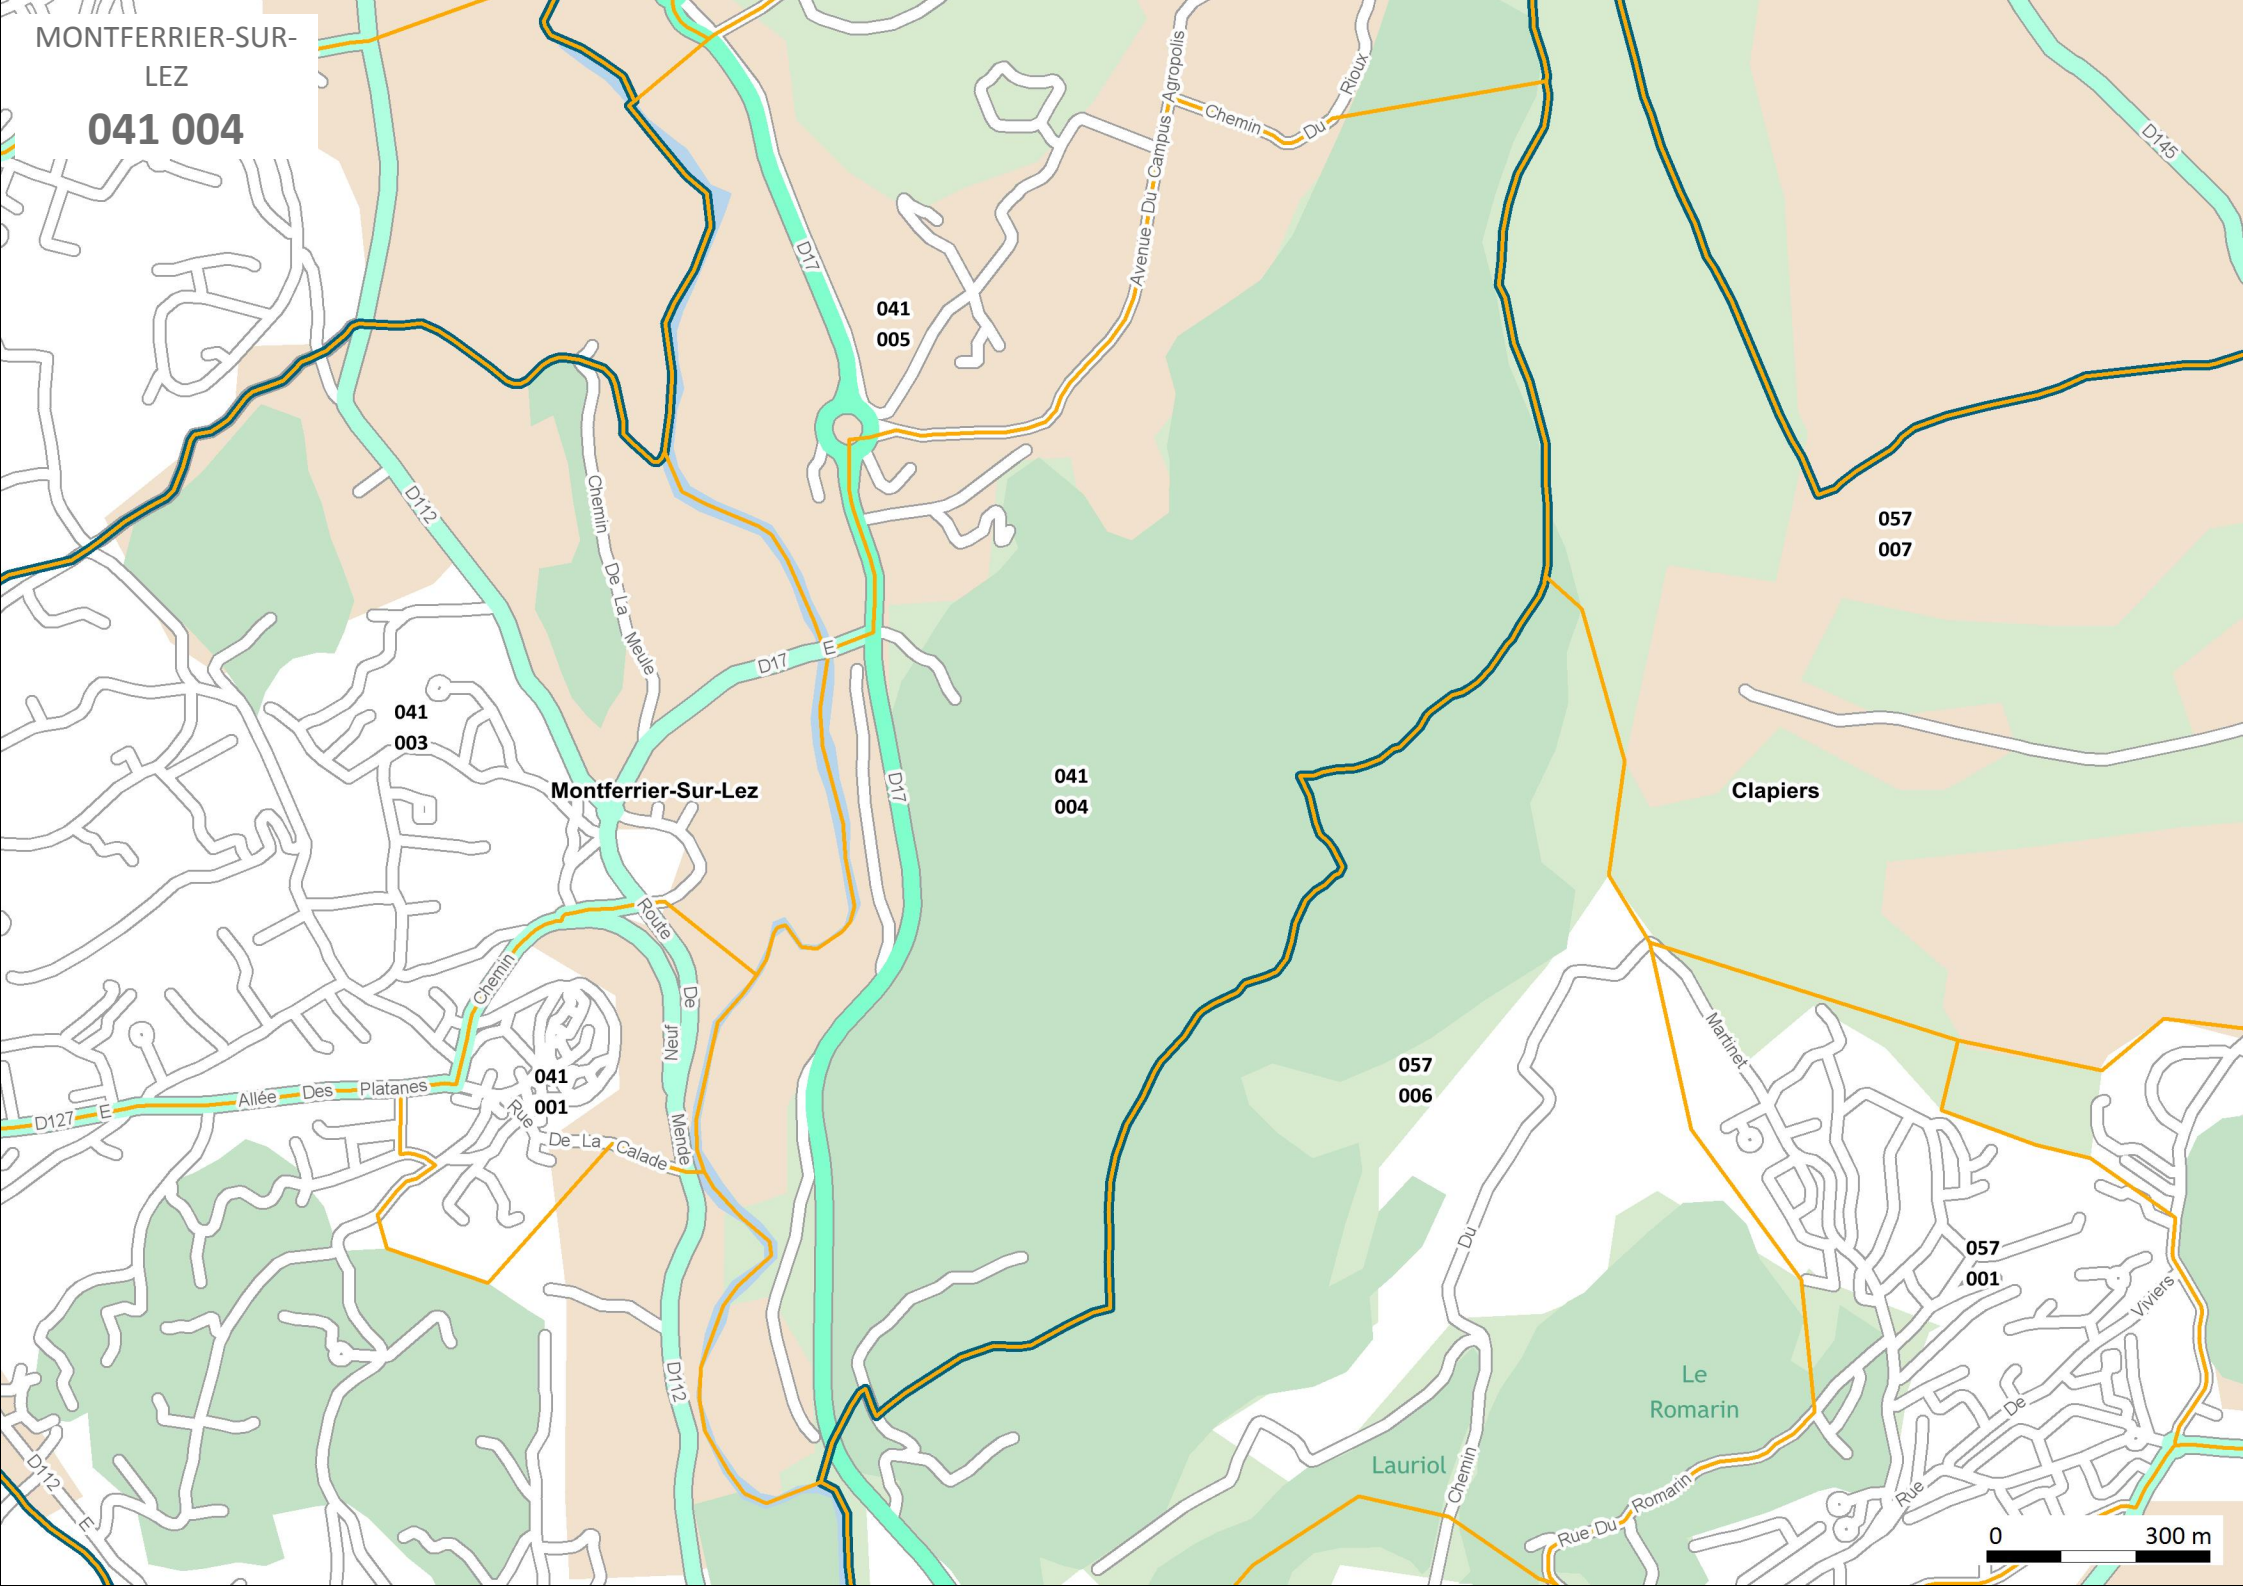 MONTFERRIER-SUR-
LEZ
041 004
D145
Agropolis
Campus
Du
Avenue
Chemin
Du
Rioux
D17
041
005
D112
Chemin
De
La
Meule
057
007
D17
E
041
003
Montferrier-Sur-Lez
D17
041
004
Clapiers
Route
De
Chemin
Neuf
Mende
041
001
Allée Des Platanes
D127 E
Rue
De La Calade
Martinet
057
006
Du
Chemin
057
001
Viviers
De
Rue
Le
Romarin
D112
Lauriol
D112
E
Rue Du Romarin
0 300 m